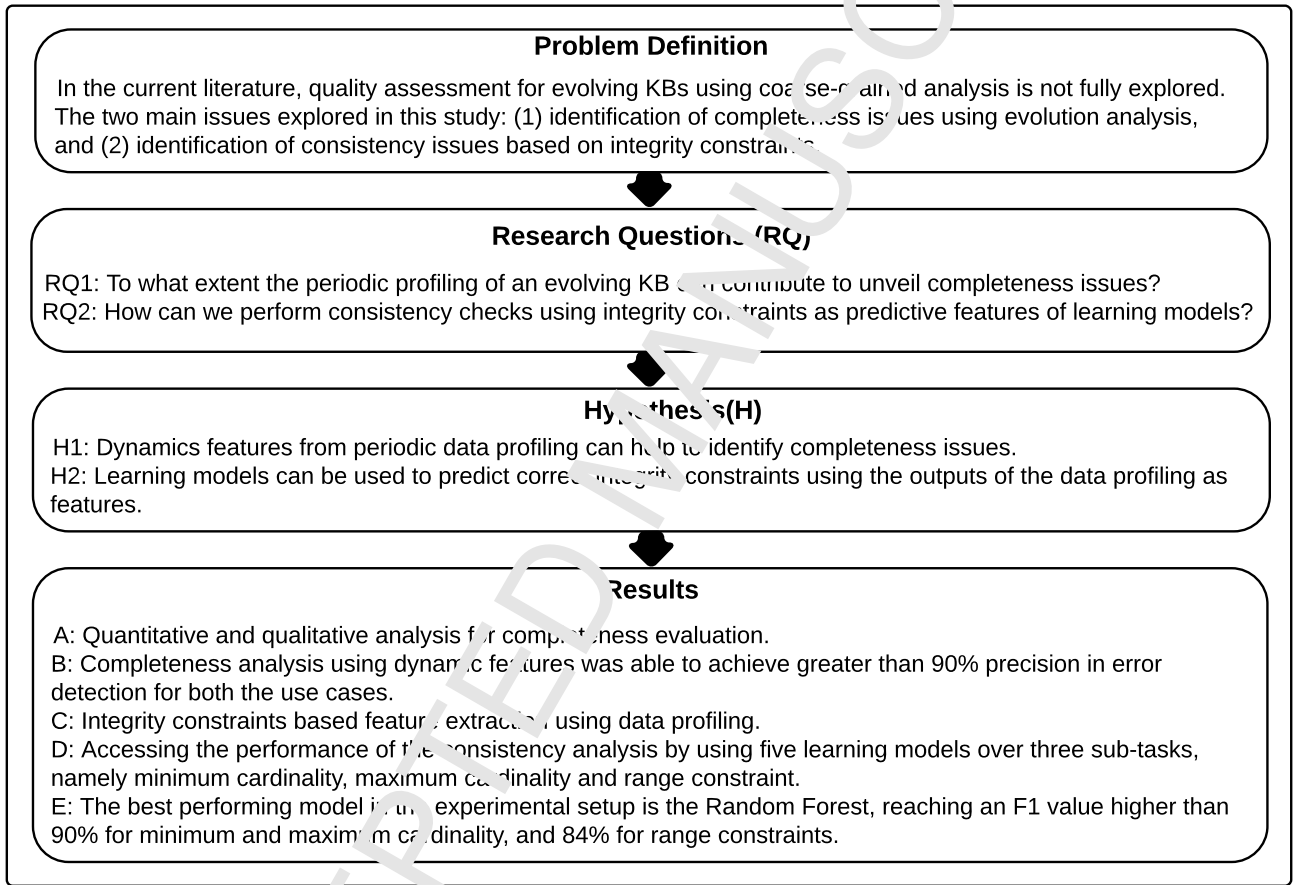 Problem Definition
In the current literature, quality assessment for evolving KBs using coarse-grained analysis is not fully explored.
The two main issues explored in this study: (1) identification of completeness issues using evolution analysis,
and (2) identification of consistency issues based on integrity constraints.
Research Questions (RQ)
RQ1: To what extent the periodic profiling of an evolving KB can contribute to unveil completeness issues?
RQ2: How can we perform consistency checks using integrity constraints as predictive features of learning models?
Hypothesis(H)
H1: Dynamics features from periodic data profiling can help to identify completeness issues.
H2: Learning models can be used to predict correct integrity constraints using the outputs of the data profiling as
features.
Results
A: Quantitative and qualitative analysis for completeness evaluation.
B: Completeness analysis using dynamic features was able to achieve greater than 90% precision in error
detection for both the use cases.
C: Integrity constraints based feature extraction using data profiling.
D: Accessing the performance of the consistency analysis by using five learning models over three sub-tasks,
namely minimum cardinality, maximum cardinality and range constraint.
E: The best performing model in the experimental setup is the Random Forest, reaching an F1 value higher than
90% for minimum and maximum cardinality, and 84% for range constraints.